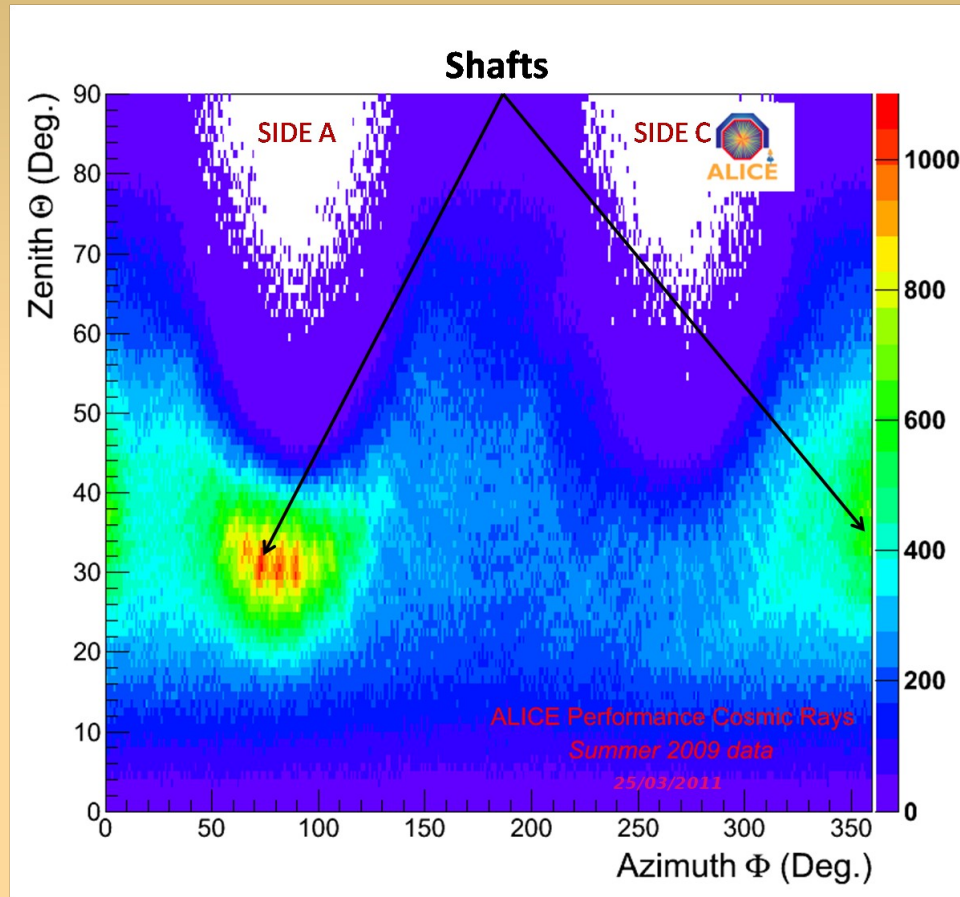 Shafts
Zenith Θ (Deg.)
90
80
70
60
50
40
30
20
10
0
SIDE A
SIDE C
ALICE
1000
800
600
400
200
0
ALICE Performance Cosmic Rays
Summer 2009 data
25/03/2011
0 50 100 150 200 250 300 350
Azimuth Φ (Deg.)